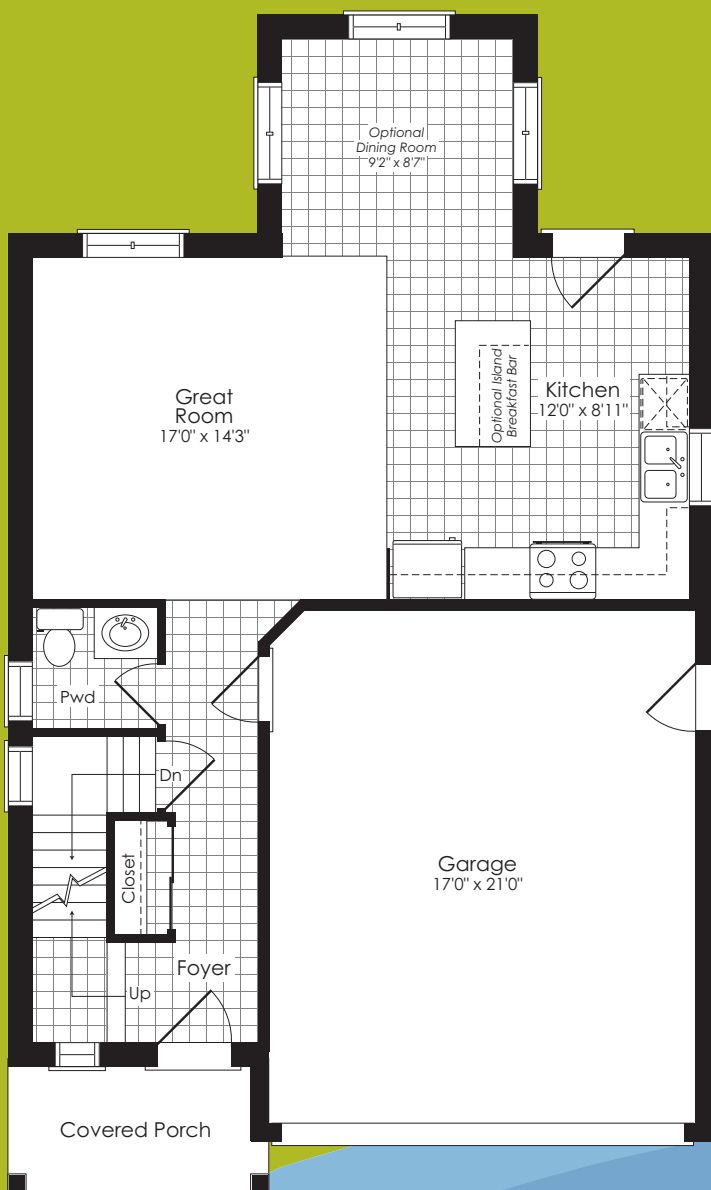 Optional
Dining Room
9'2" x 8'7"
Great
Room
17'0" x 14'3"
Optional Island
Breakfast Bar
Kitchen
12'0" x 8'11"
Pwd
Dn
Closet
Garage
17'0" x 21'0"
Foyer
Up
Covered Porch